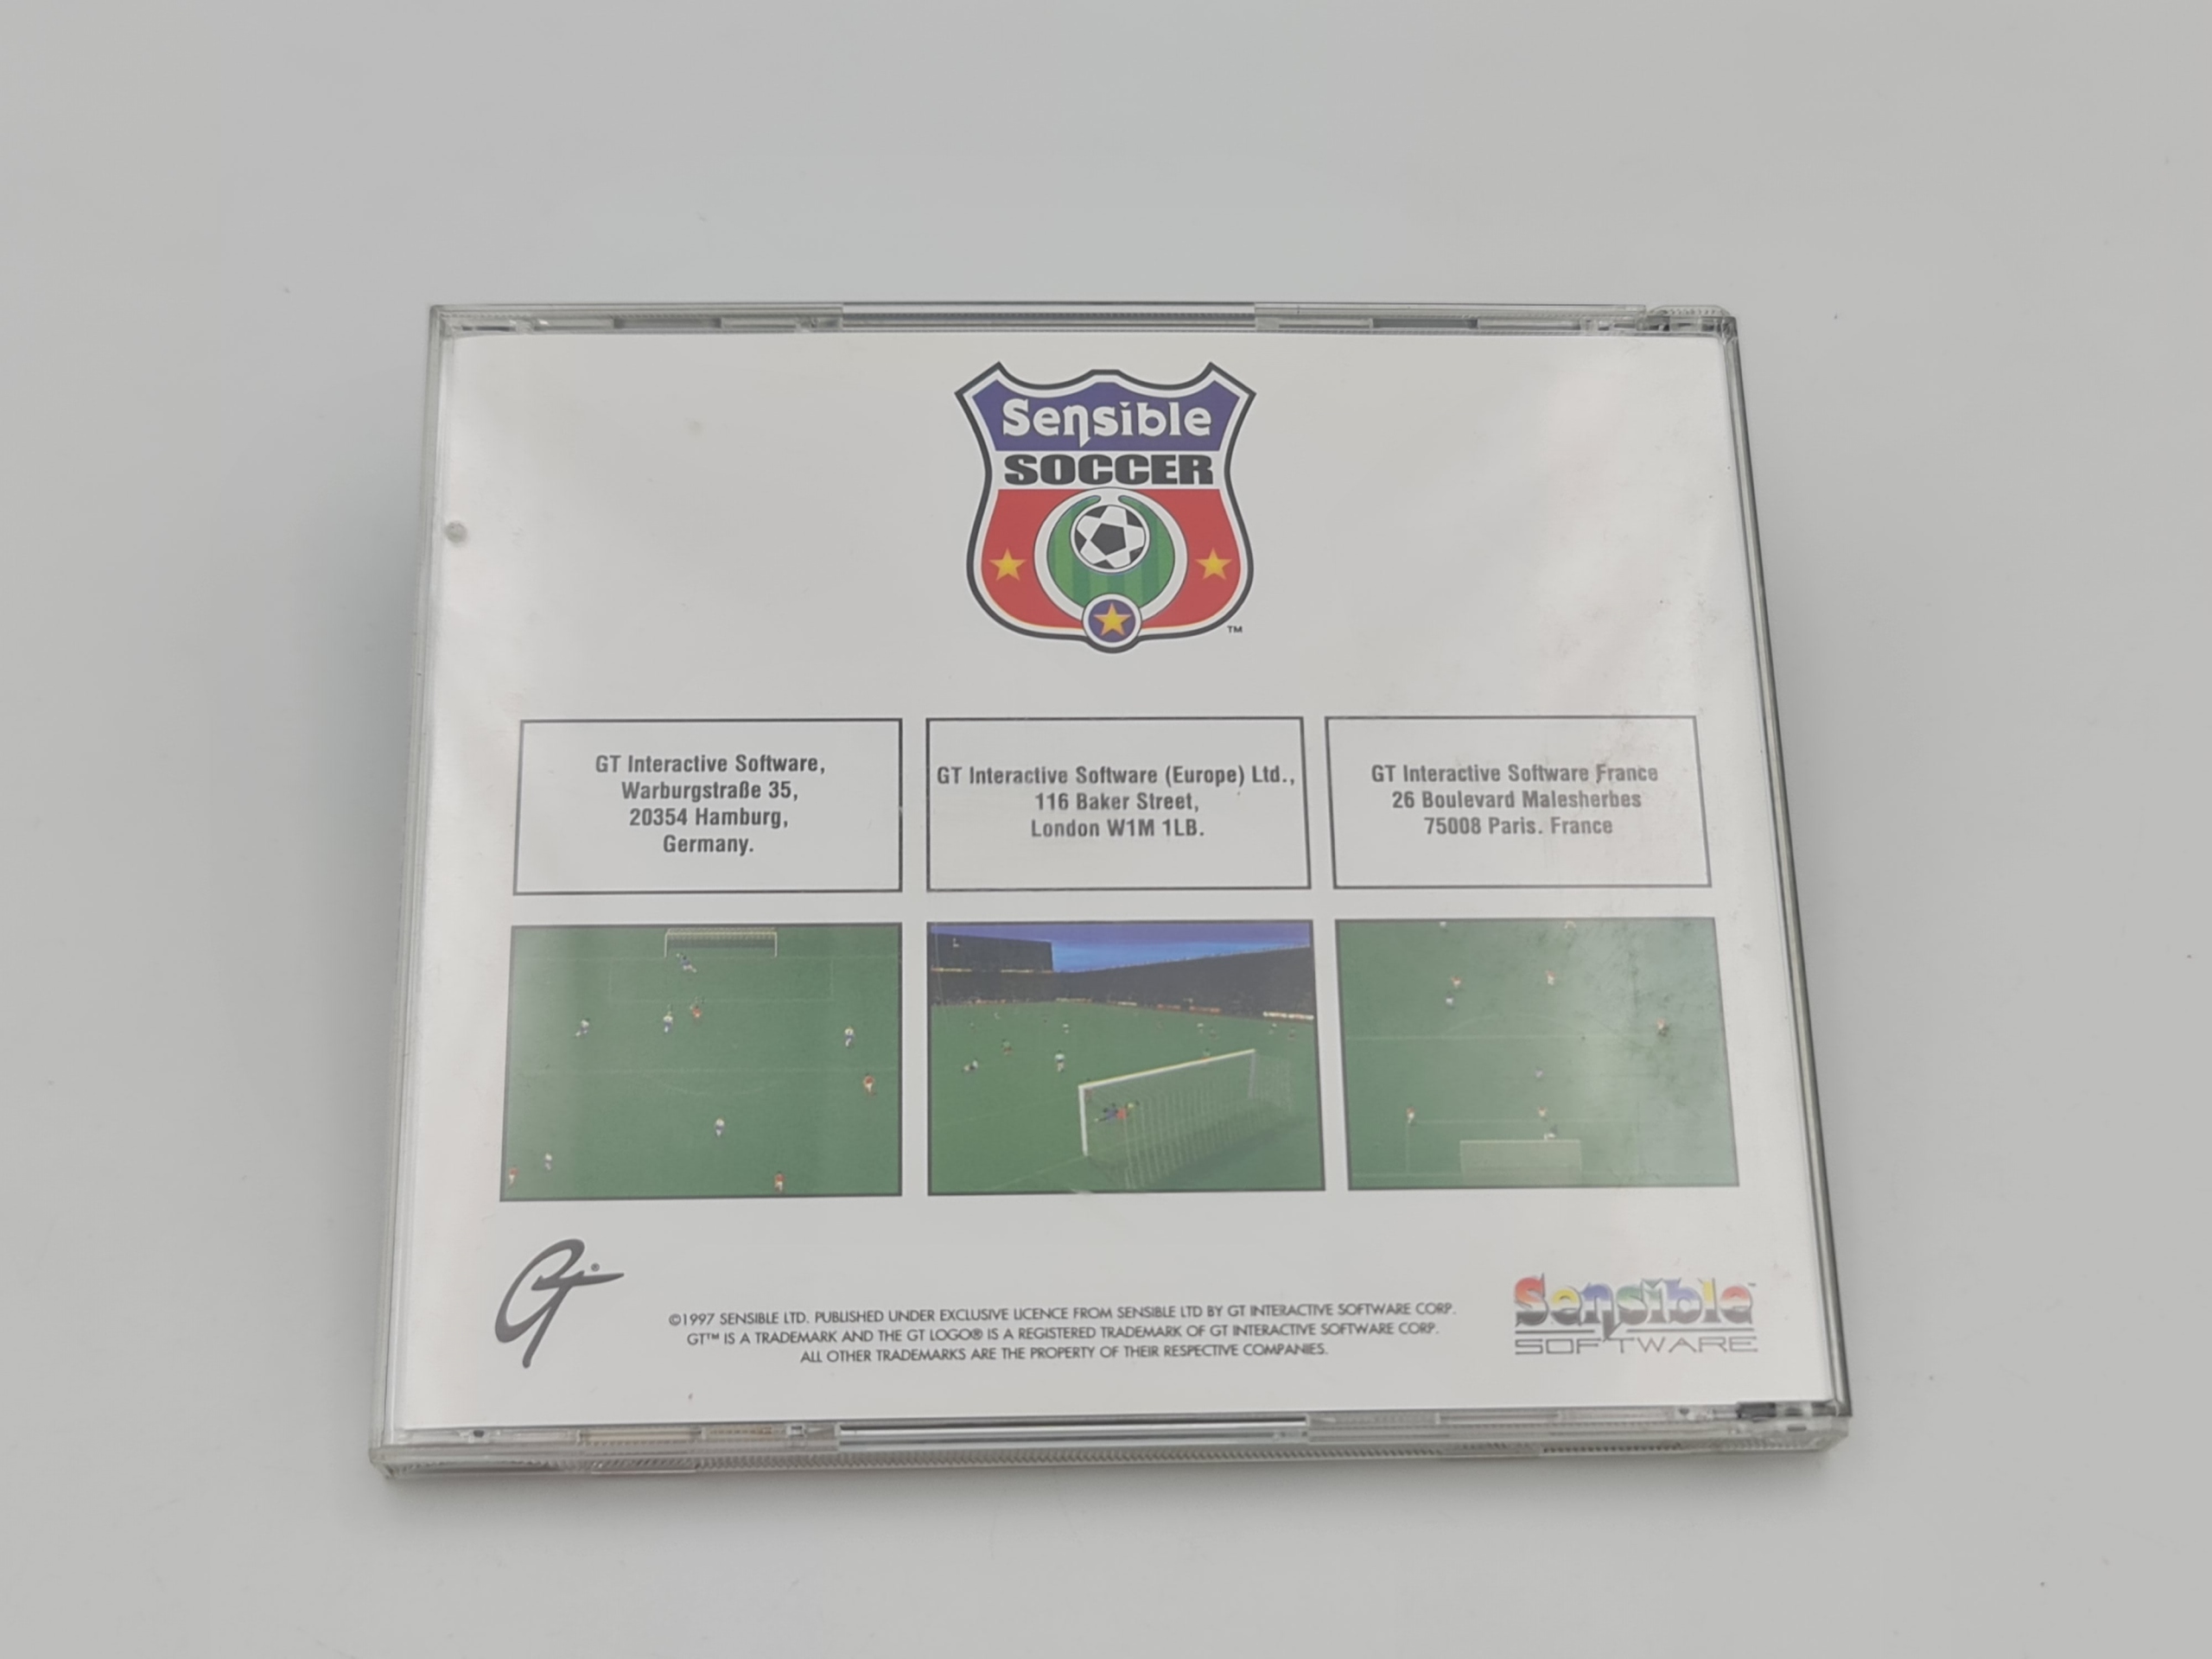 Sensible
SOCCER
TM
GT Interactive Software,
Warburgstraße 35,
20354 Hamburg,
Germany.
GT Interactive Software (Europe) Ltd.,
116 Baker Street,
London W1M 1LB.
GT Interactive Software France
26 Boulevard Malesherbes
75008 Paris. France
GT®
©1997 SENSIBLE LTD. PUBLISHED UNDER EXCLUSIVE LICENCE FROM SENSIBLE LTD BY GT INTERACTIVE SOFTWARE CORP.
GT™ IS A TRADEMARK AND THE GT LOGO® IS A REGISTERED TRADEMARK OF GT INTERACTIVE SOFTWARE CORP.
ALL OTHER TRADEMARKS ARE THE PROPERTY OF THEIR RESPECTIVE COMPANIES.
Sensible™
SOFTWARE